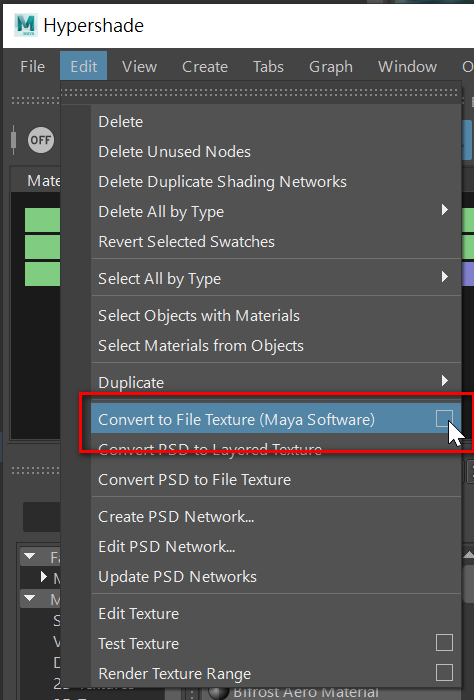 Hypershade
File Edit View Create Tabs Graph Window O
Delete
OFF
Delete Unused Nodes
Mate
Delete Duplicate Shading Networks
Delete All by Type
Revert Selected Swatches
Select All by Type
Select Objects with Materials
Select Materials from Objects
Duplicate
Convert to File Texture (Maya Software)
Convert PSD to Layered Texture
Convert PSD to File Texture
Create PSD Network...
Edit PSD Network...
Update PSD Networks
Edit Texture
Test Texture
Render Texture Range
Bifrost Aero Material